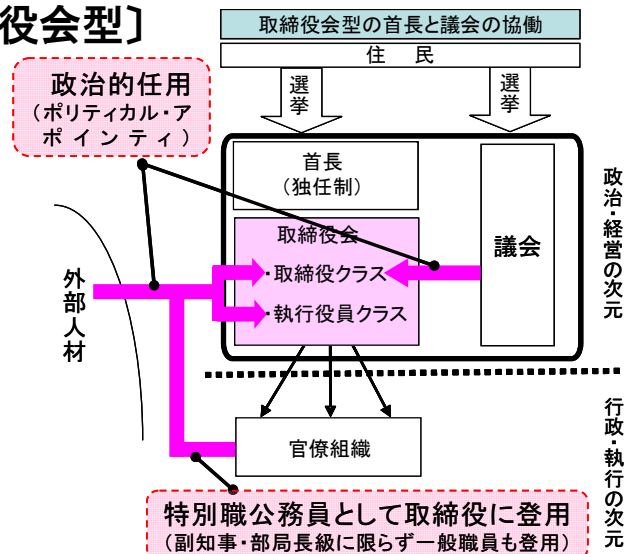 役会型〕
取締役会型の首長と議会の協働
住　民
選挙
選挙
政治的任用
（ポリティカル・ア
ポインティ）
首長
（独任制）
議会
取締役会
・取締役クラス
・執行役員クラス
外部人材
官僚組織
政治・経営の次元
行政・執行の次元
特別職公務員として取締役に登用
（副知事・部局長級に限らず一般職員も登用）